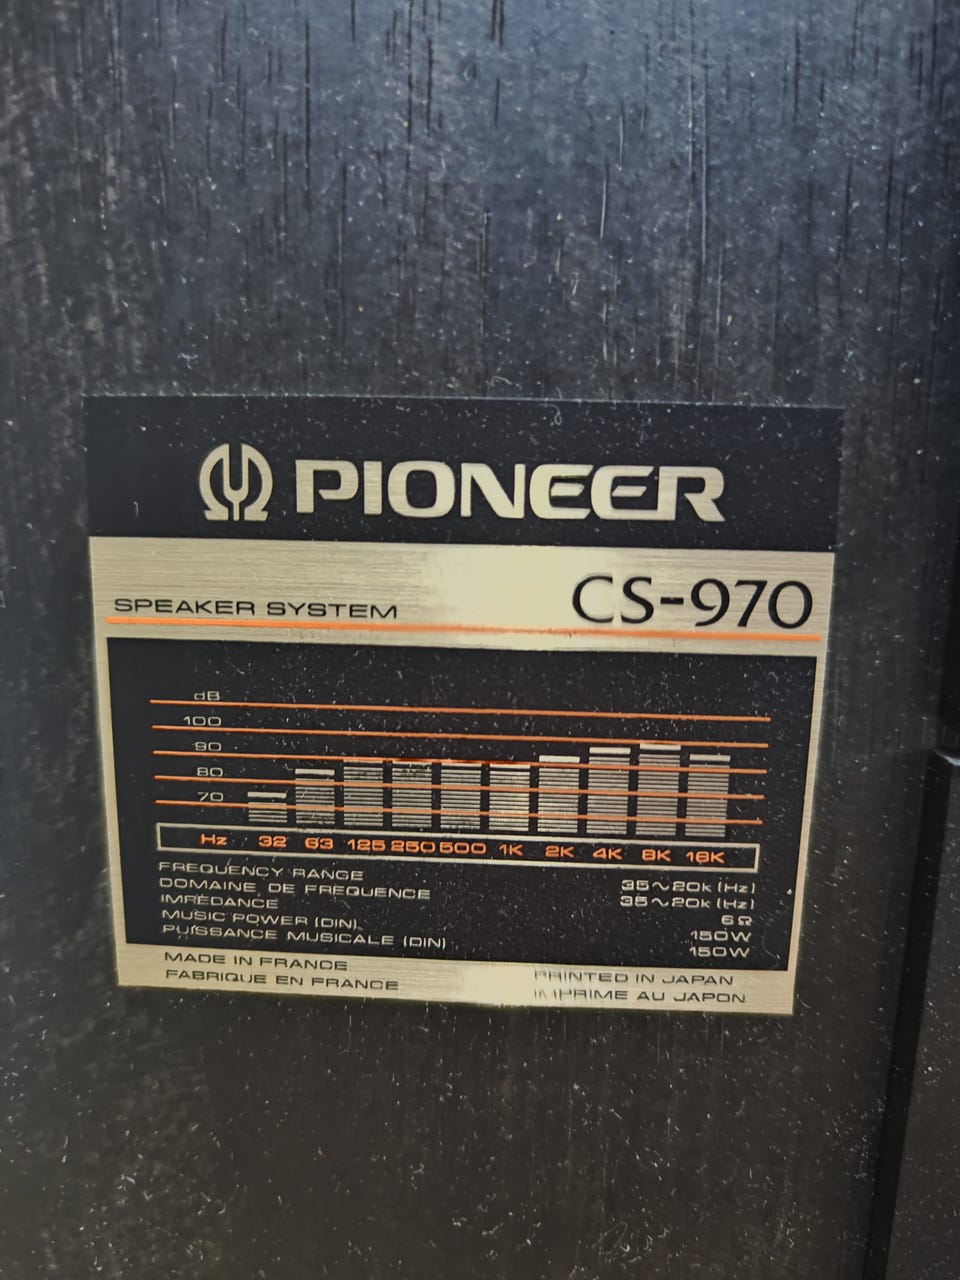 PIONEER
SPEAKER SYSTEM CS-970
dB
100
90
80
70
Hz 32 63 125 250 500 1K 2K 4K 8K 16K
FREQUENCY RANGE 35~20k (Hz)
DOMAINE DE FREQUENCE 35~20k (Hz)
IMPÉDANCE 6Ω
MUSIC POWER (DIN) 150W
PUISSANCE MUSICALE (DIN) 150W
MADE IN FRANCE PRINTED IN JAPAN
FABRIQUE EN FRANCE IMPRIME AU JAPON